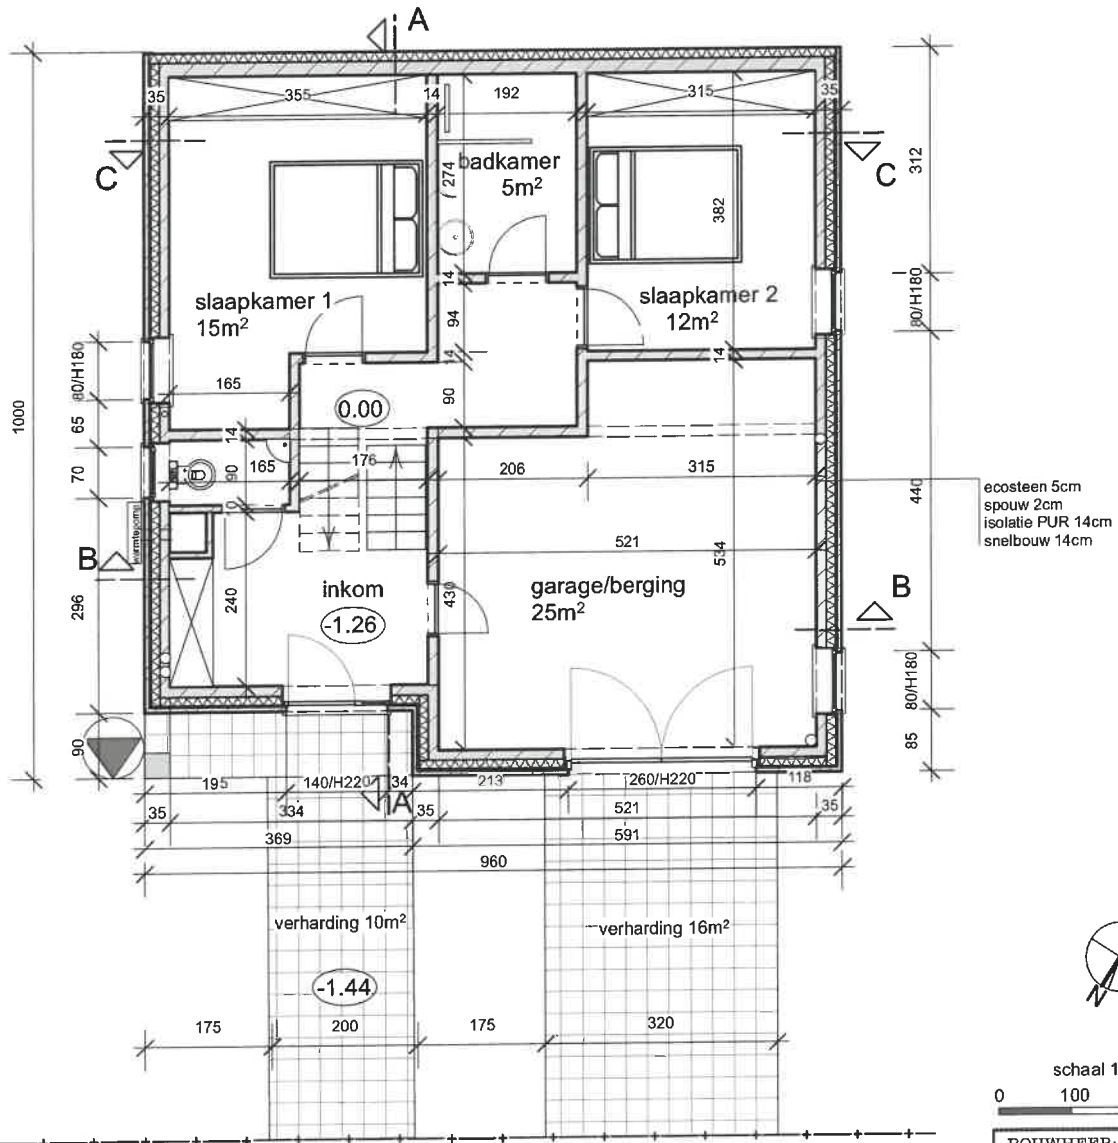 A
1000
35
355
14
192
315
35
312
C
C
badkamer
5m²
274
382
slaapkamer 1
15m²
slaapkamer 2
12m²
14
94
14
90
14
80/H180
80/H180
165
0.00
65
14
165
90
176
206
315
70
440
ecosteen 5cm
spouw 2cm
isolatie PUR 14cm
snelbouw 14cm
warmtepomp
B
521
534
inkom
-1.26
garage/berging
25m²
430
240
296
B
80/H180
85
90
195
140/H220
34
213
260/H220
118
A
35
334
35
521
35
369
591
960
verharding 10m²
verharding 16m²
-1.44
N
175
200
175
320
schaal 1
0
100